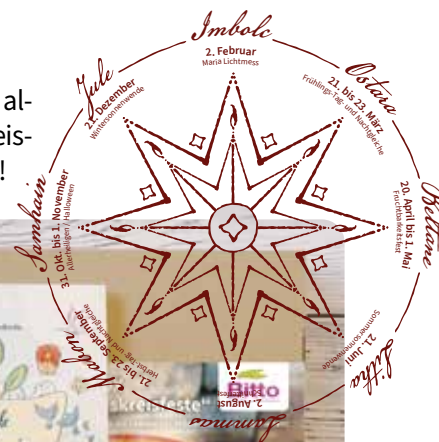 al-
eis-
!
Imbolc
2. Februar
Maria Lichtmess
Ostara
21. bis 23. März
Frühlings-Tag- und Nachtgleiche
Beltane
20. April bis 1. Mai
Fruchtbarkeitsfest
Litha
21. Juni
Sommersonnenwende
Lammas
2. August
Mabon
21. bis 23. September
Herbst-Tag- und Nachtgleiche
Samhain
31. Okt. bis 1. November
Allerheiligen / Halloween
Jule
21. Dezember
Wintersonnenwende
skreisfeste"
Bitto